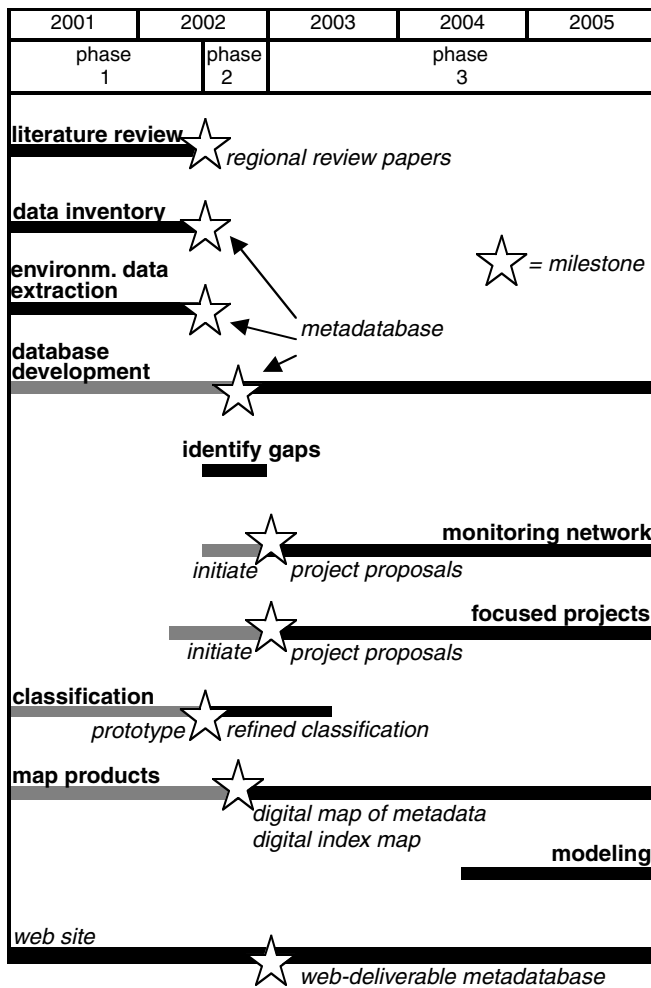 2001 2002 2003 2004 2005
phase phase phase
1 2 3
literature review
regional review papers
data inventory
environm. data
extraction
= milestone
metadatabase
database
development
identify gaps
monitoring network
initiate project proposals
focused projects
initiate project proposals
classification
prototype refined classification
map products
digital map of metadata
digital index map
modeling
web site
web-deliverable metadatabase